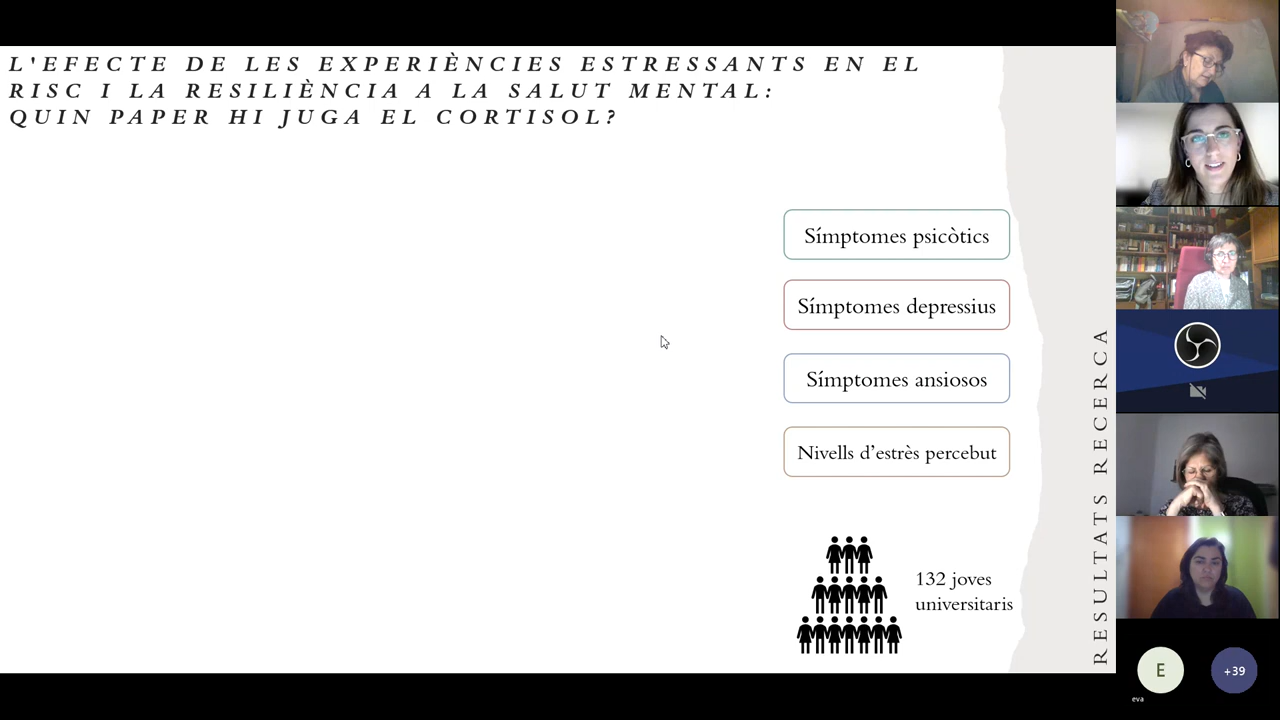 L'EFECTE DE LES EXPERIÈNCIES ESTRESSANTS EN EL
RISC I LA RESILIÈNCIA A LA SALUT MENTAL:
QUIN PAPER HI JUGA EL CORTISOL?
Símptomes psicòtics
Símptomes depressius
Símptomes ansiosos
Nivells d'estrès percebut
132 joves
universitaris
RESULTATS RECERCA
E
eva
+39